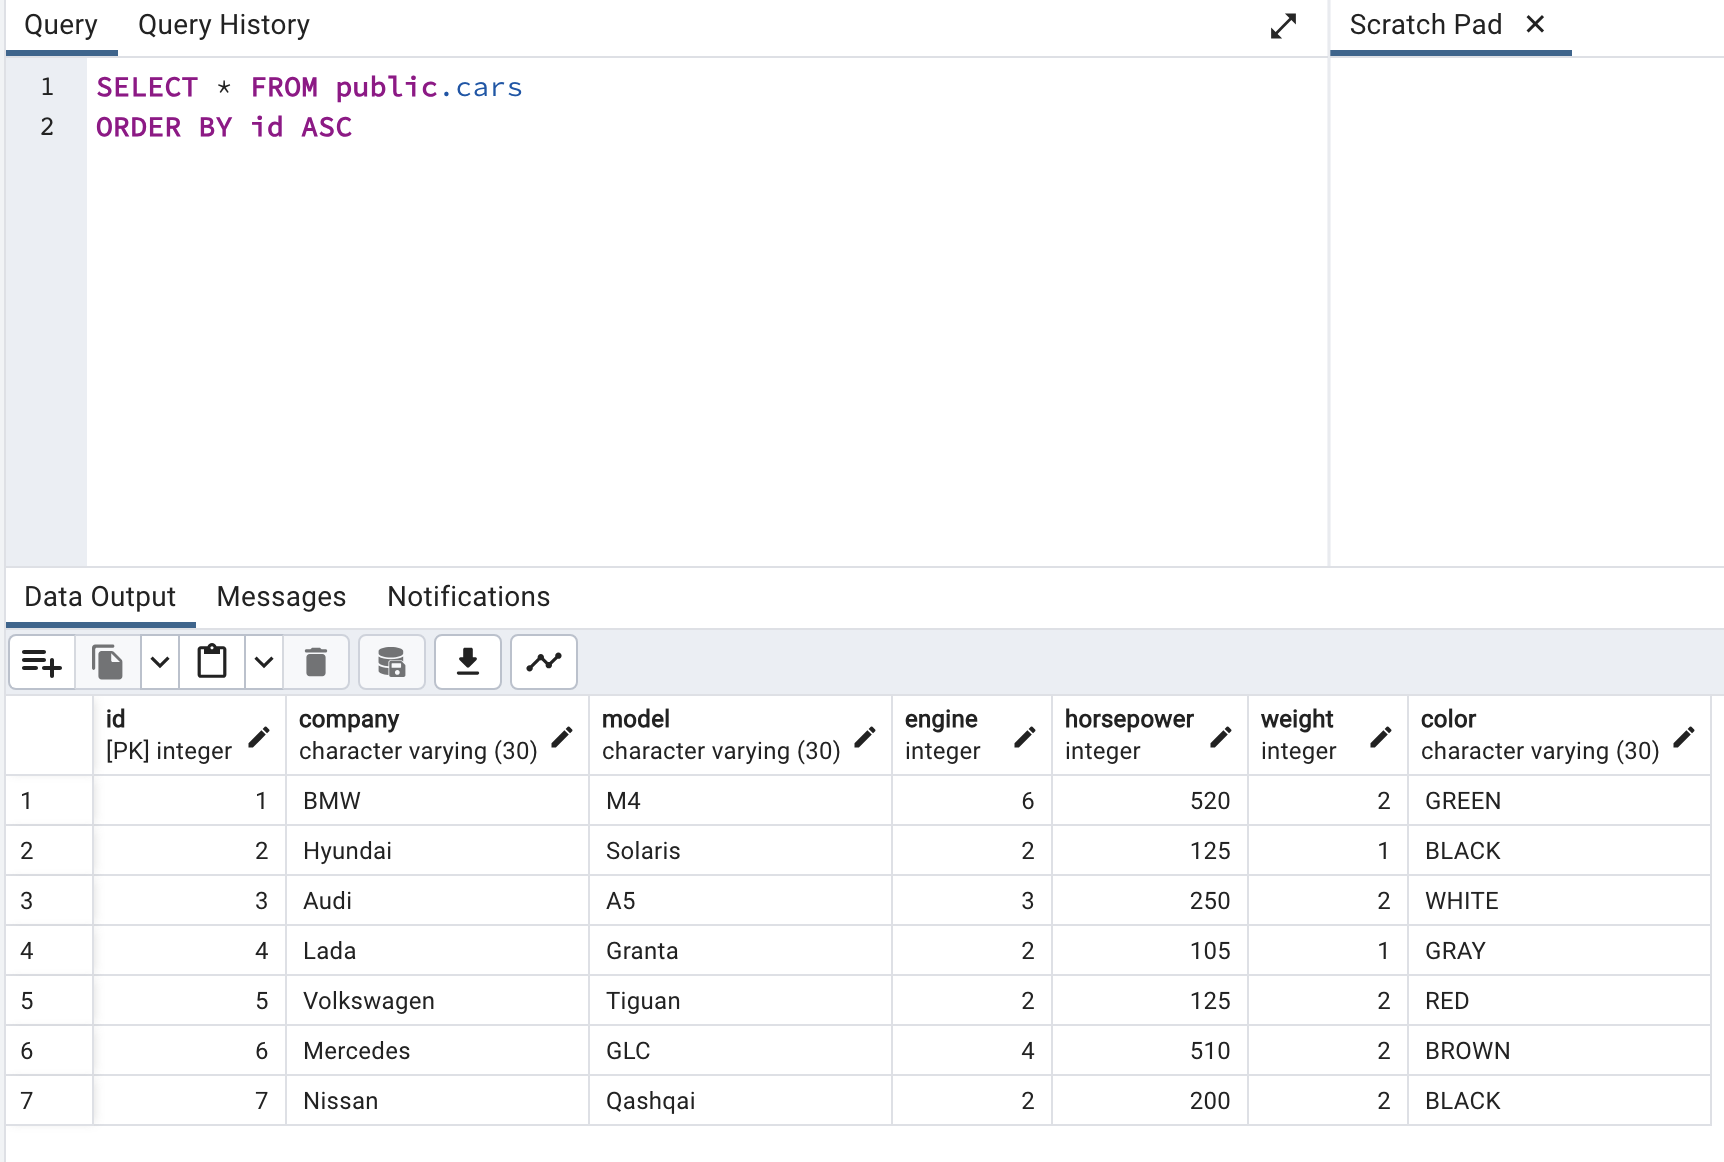 Query Query History Scratch Pad
1 SELECT * FROM public.cars
2 ORDER BY id ASC
Data Output Messages Notifications
id company model engine horsepower weight color
[PK] integer character varying (30) character varying (30) integer integer integer character varying (30)
1 1 BMW M4 6 520 2 GREEN
2 2 Hyundai Solaris 2 125 1 BLACK
3 3 Audi A5 3 250 2 WHITE
4 4 Lada Granta 2 105 1 GRAY
5 5 Volkswagen Tiguan 2 125 2 RED
6 6 Mercedes GLC 4 510 2 BROWN
7 7 Nissan Qashqai 2 200 2 BLACK